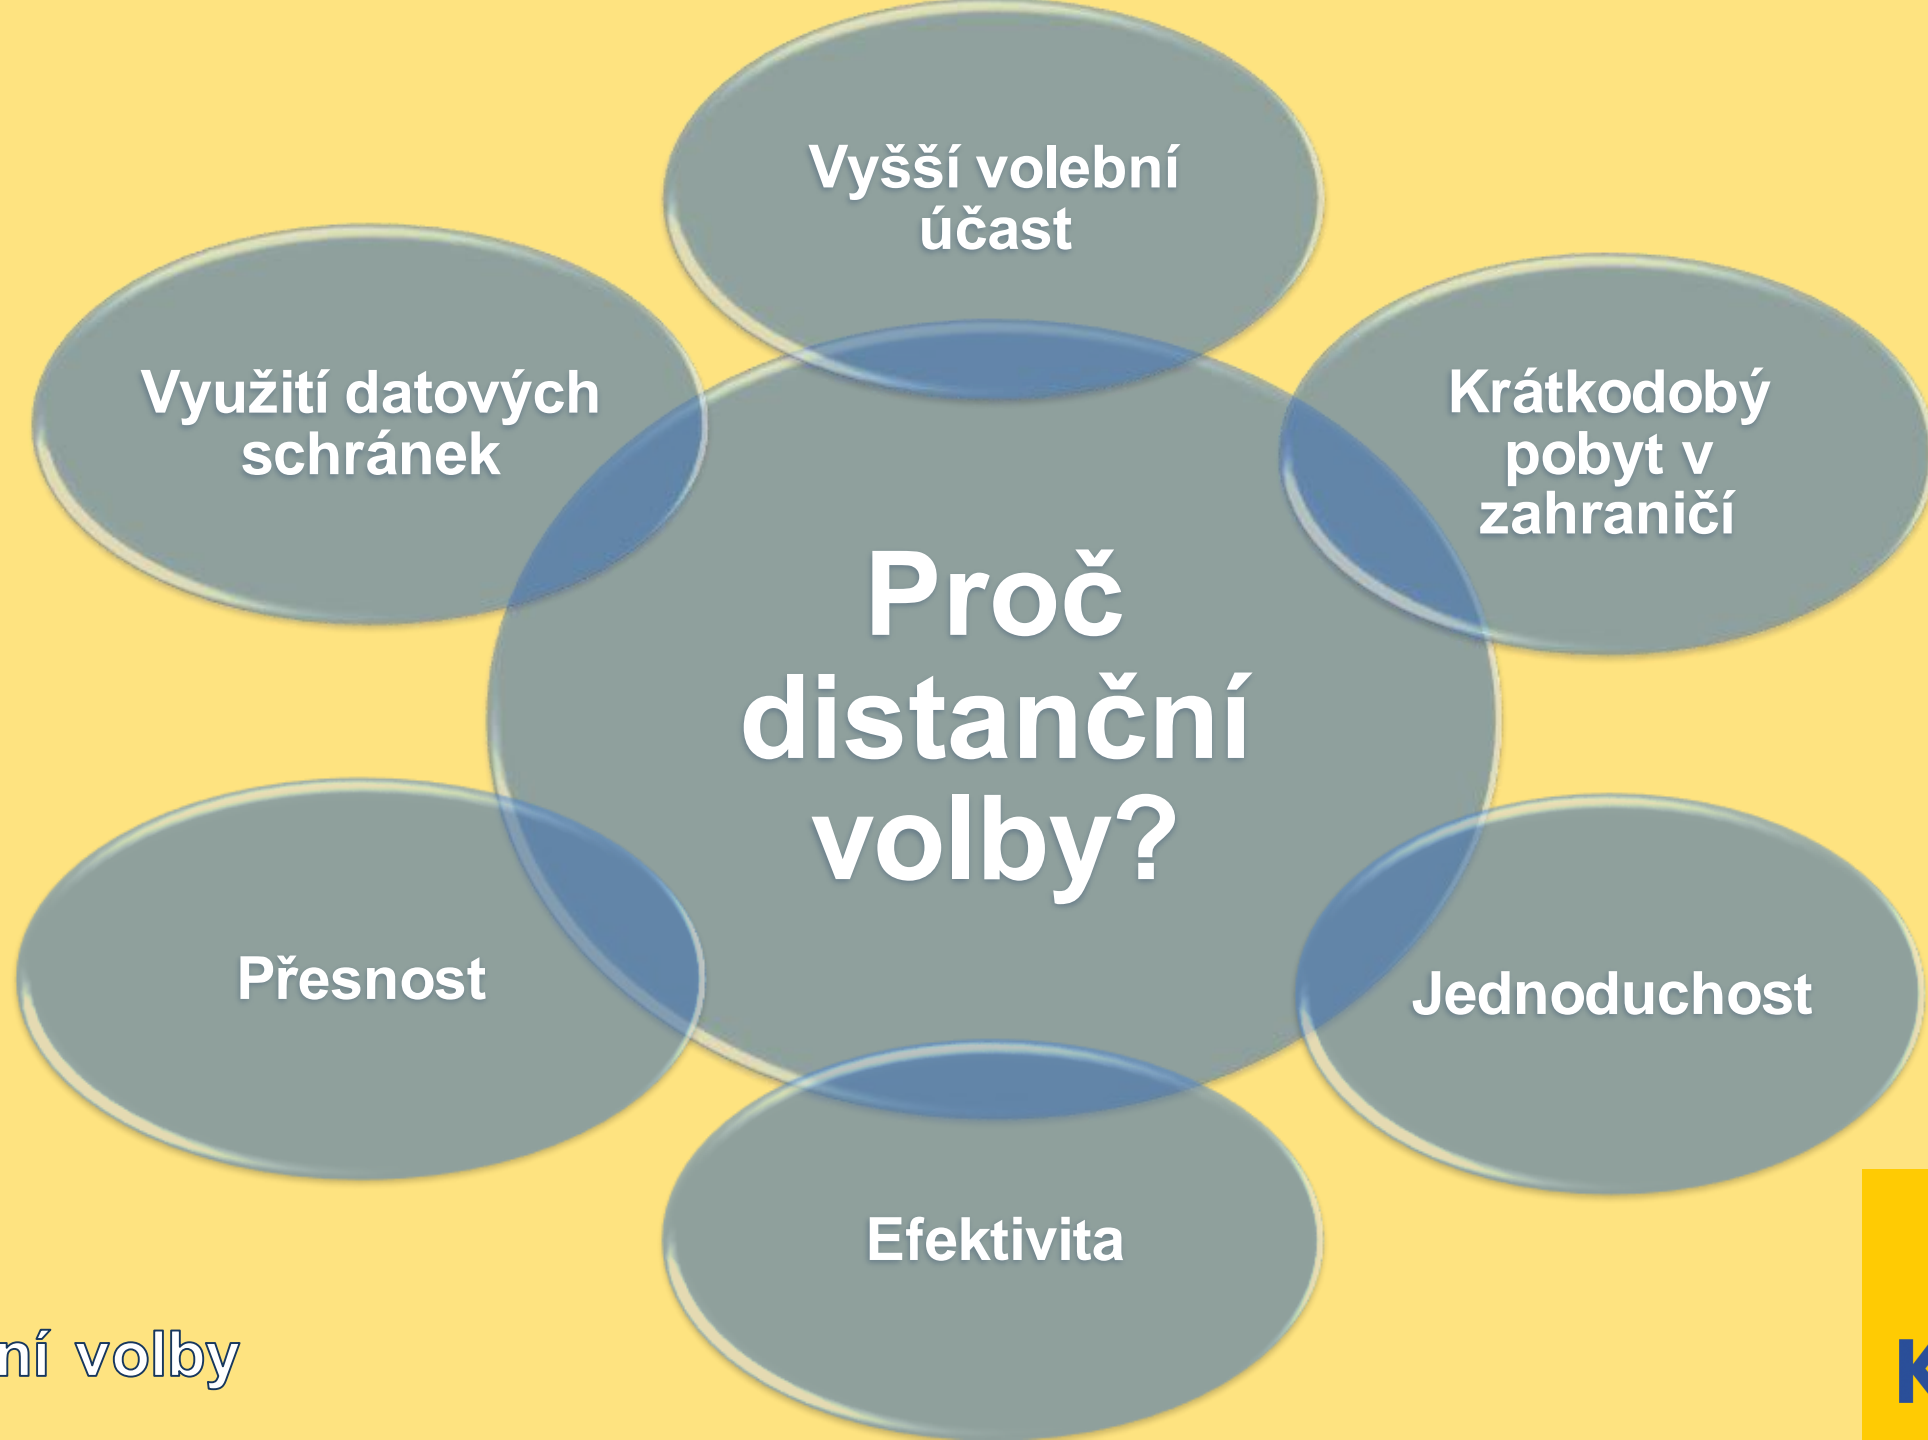 Vyšší volební
účast
Využití datových
schránek
Krátkodobý
pobyt v
zahraničí
Proč
distanční
volby?
Přesnost
Jednoduchost
Efektivita
ní volby
K